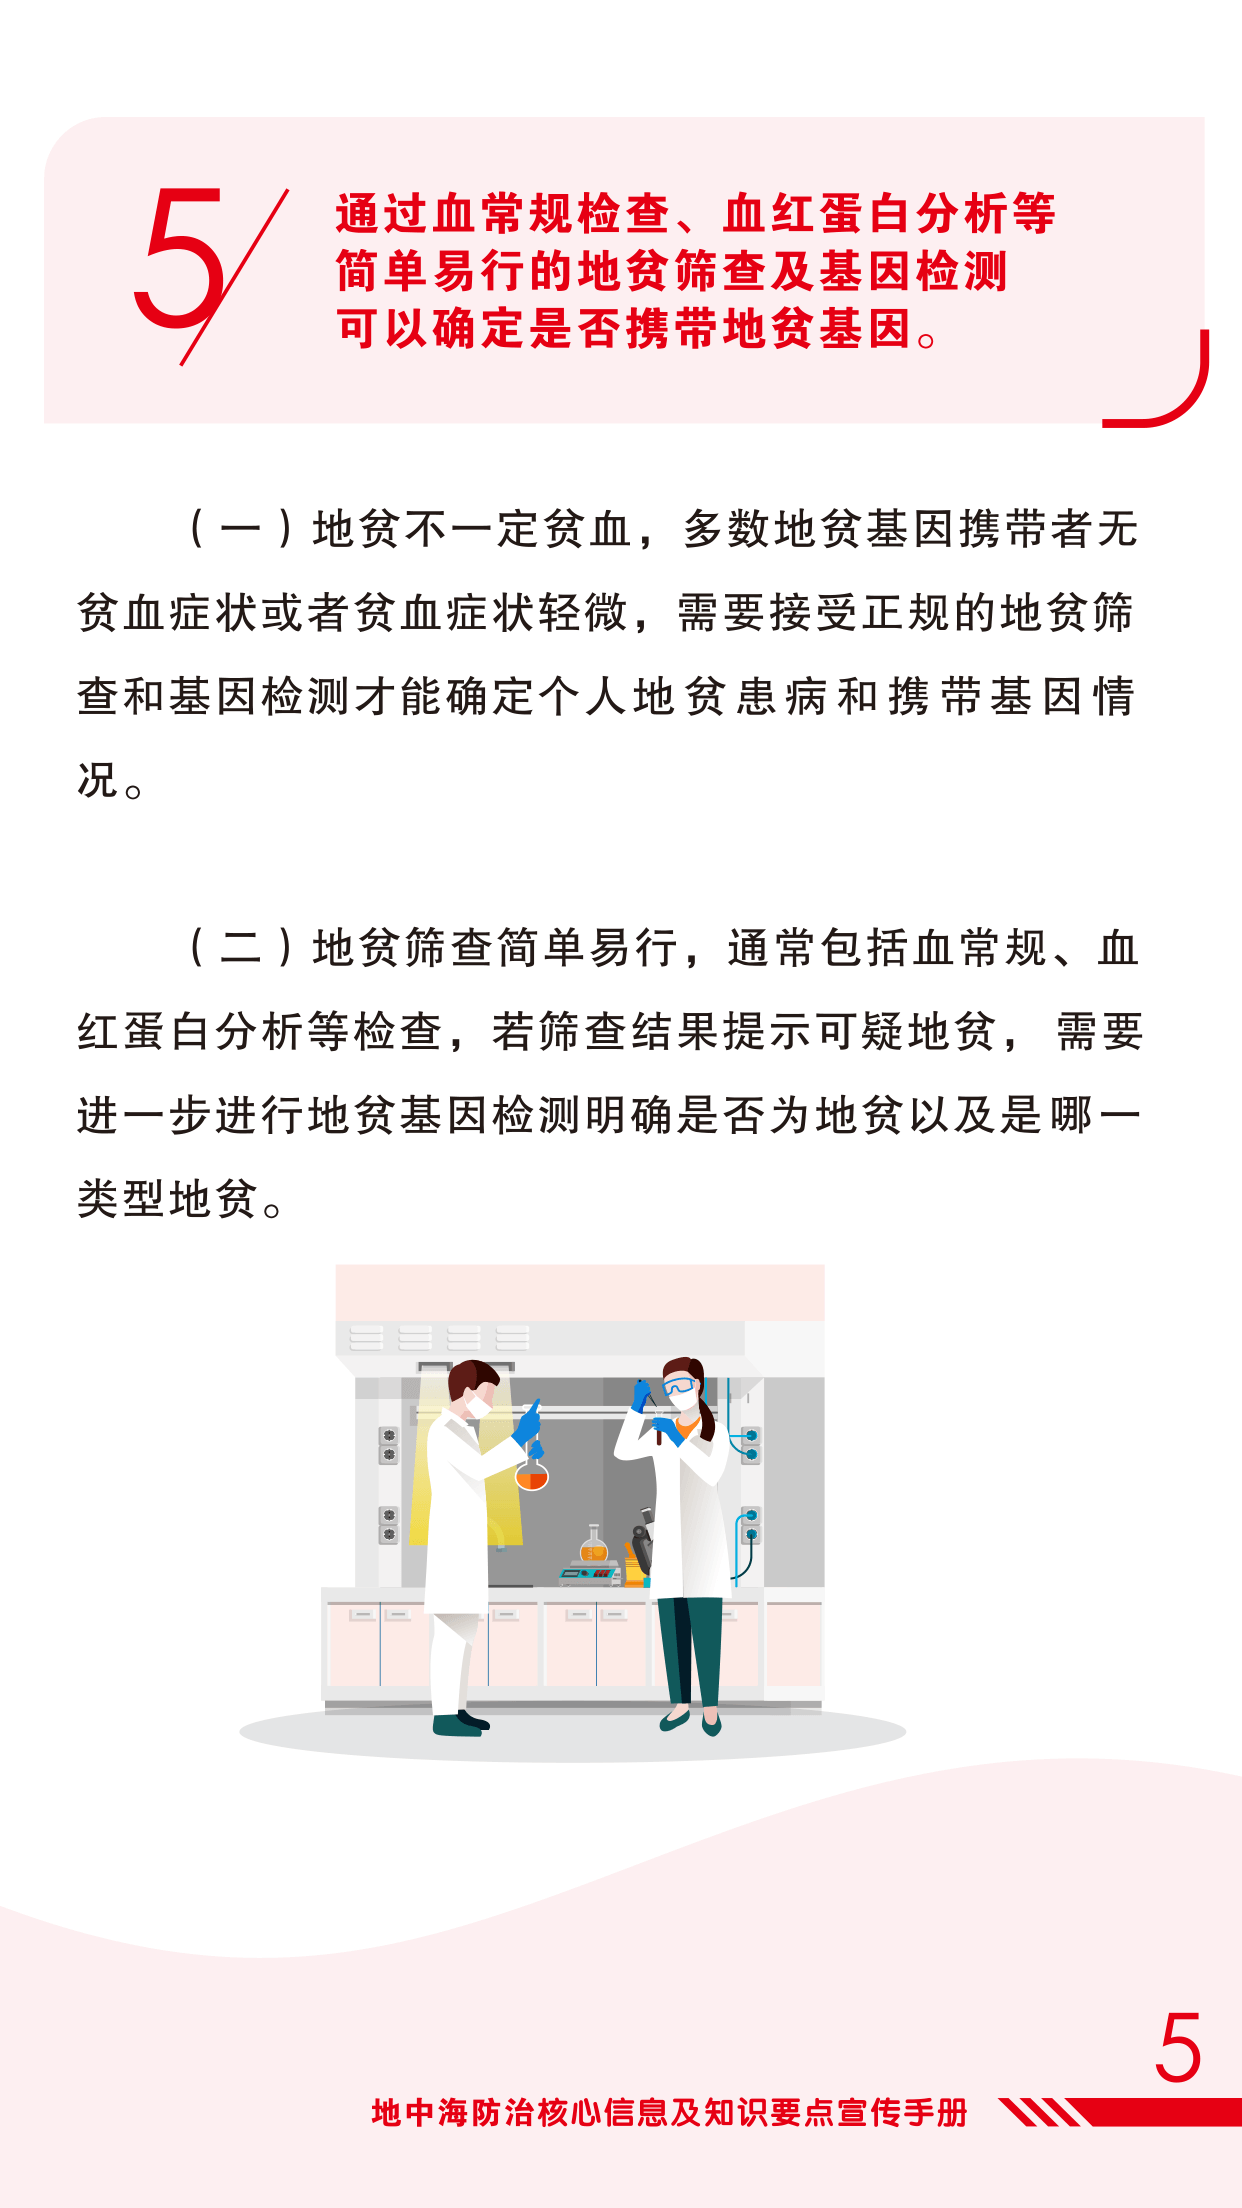 5
通过血常规检查、血红蛋白分析等
简单易行的地贫筛查及基因检测
可以确定是否携带地贫基因。
（一）地贫不一定贫血，多数地贫基因携带者无
贫血症状或者贫血症状轻微，需要接受正规的地贫筛
查和基因检测才能确定个人地贫患病和携带基因情
况。
（二）地贫筛查简单易行，通常包括血常规、血
红蛋白分析等检查，若筛查结果提示可疑地贫，需要
进一步进行地贫基因检测明确是否为地贫以及是哪一
类型地贫。
5
地中海防治核心信息及知识要点宣传手册